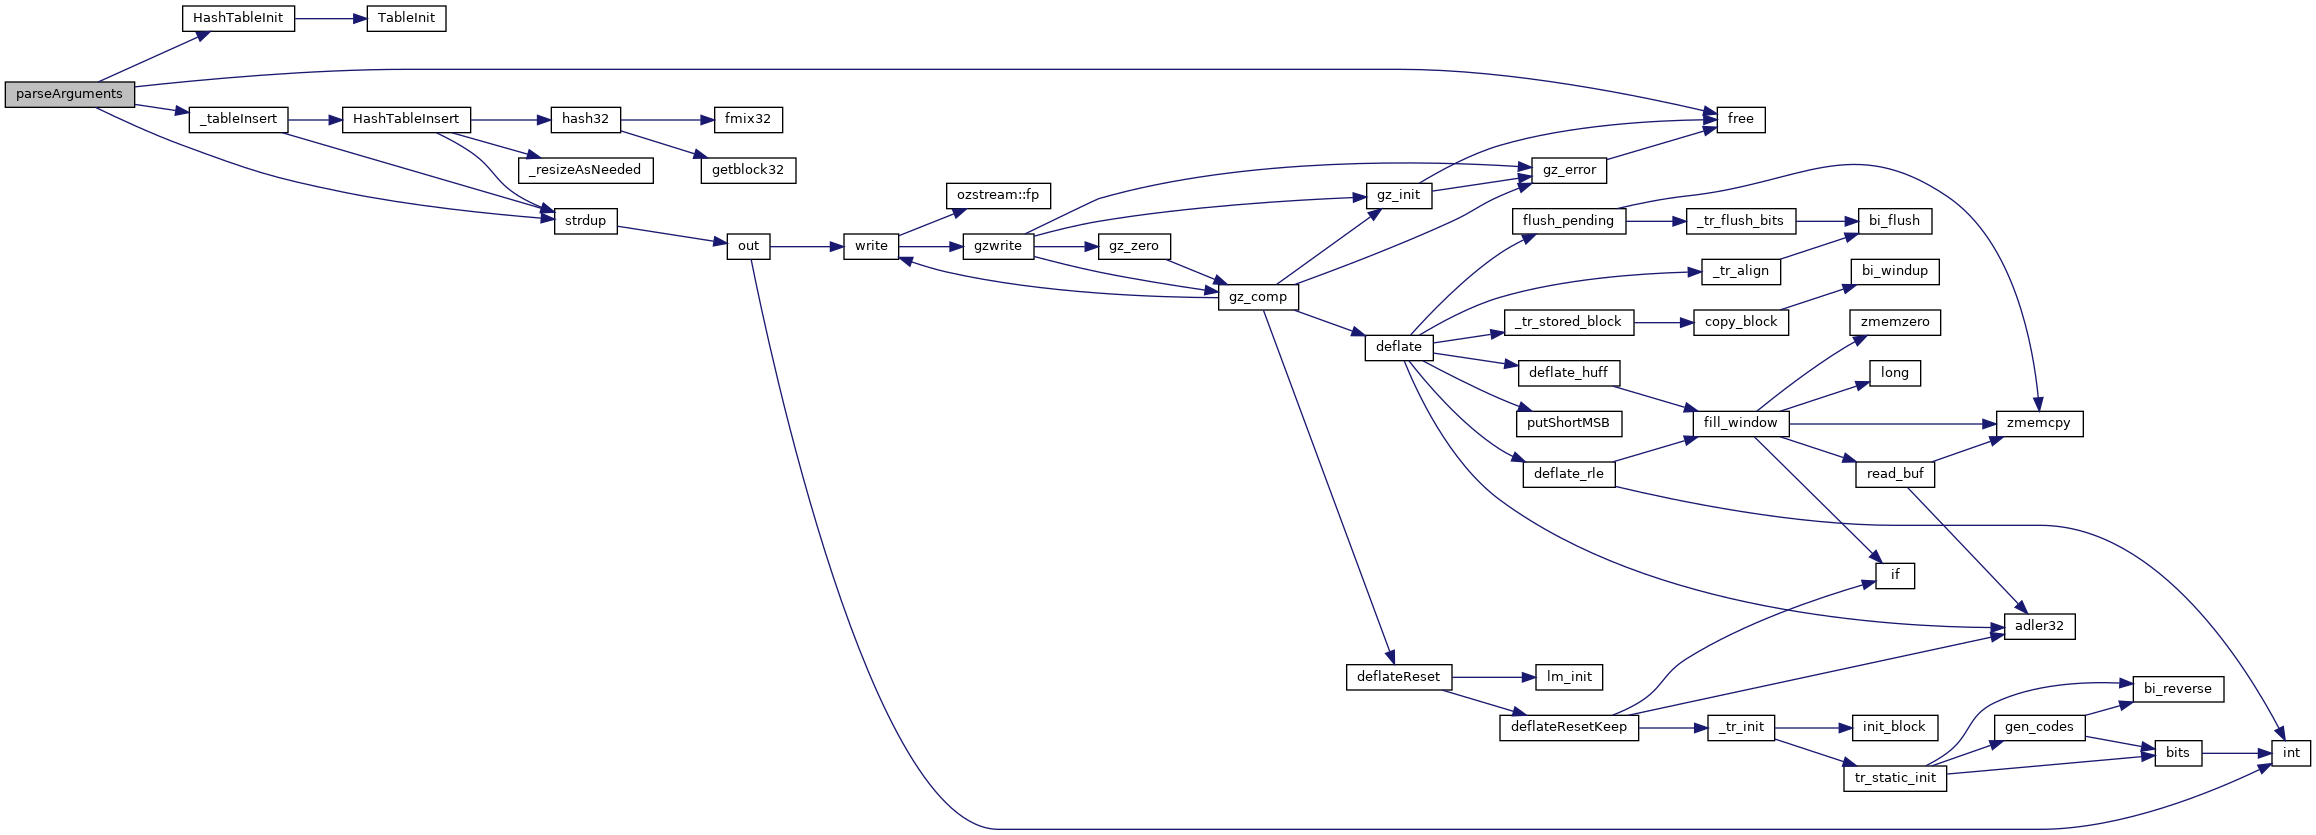 HashTableInit
TableInit
parseArguments
_tableInsert
HashTableInsert
hash32
fmix32
free
_resizeAsNeeded
getblock32
gz_error
ozstream::fp
gz_init
strdup
flush_pending
_tr_flush_bits
bi_flush
out
write
gzwrite
gz_zero
_tr_align
bi_windup
gz_comp
_tr_stored_block
copy_block
zmemzero
deflate
deflate_huff
long
putShortMSB
fill_window
zmemcpy
deflate_rle
read_buf
if
adler32
deflateReset
lm_init
bi_reverse
deflateResetKeep
_tr_init
init_block
gen_codes
bits
int
tr_static_init